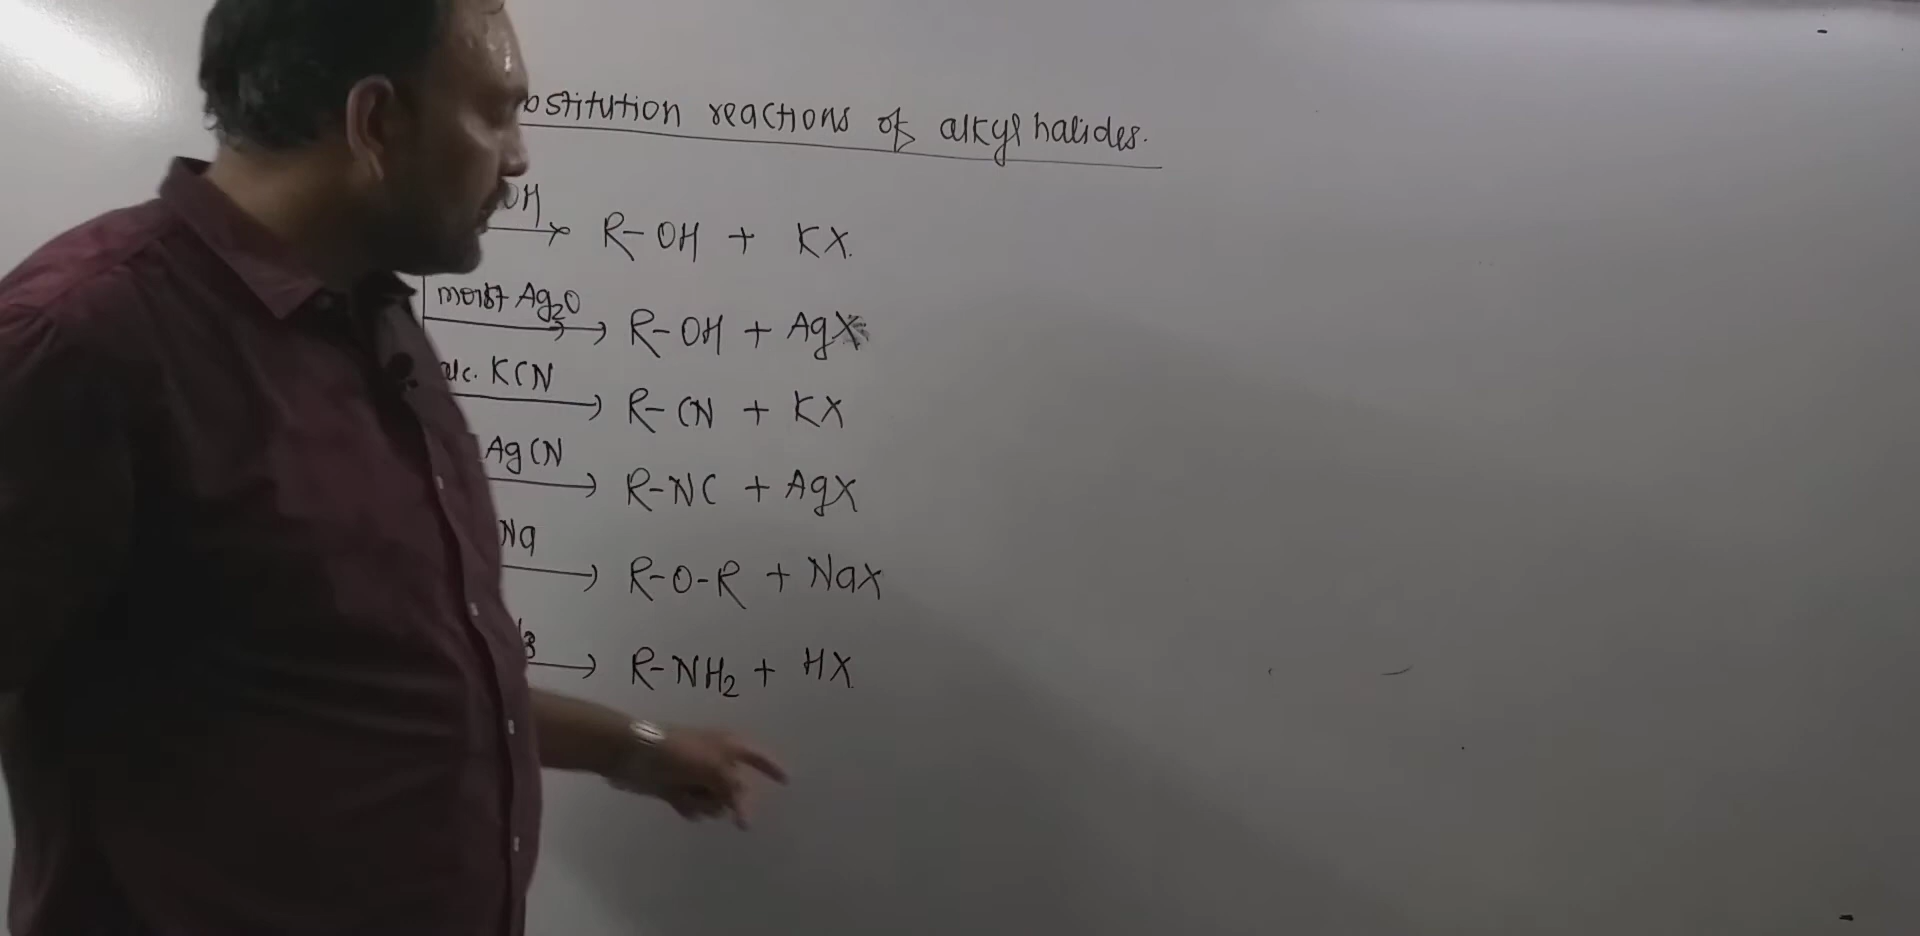 bstitution reactions of alkyl halides.
OH
R-OH + KX.
moist Ag2O
R-OH + AgX
alc. KCN
R-CN + KX
AgCN
R-NC + AgX
Na
R-O-R + NaX
3
R-NH2 + HX